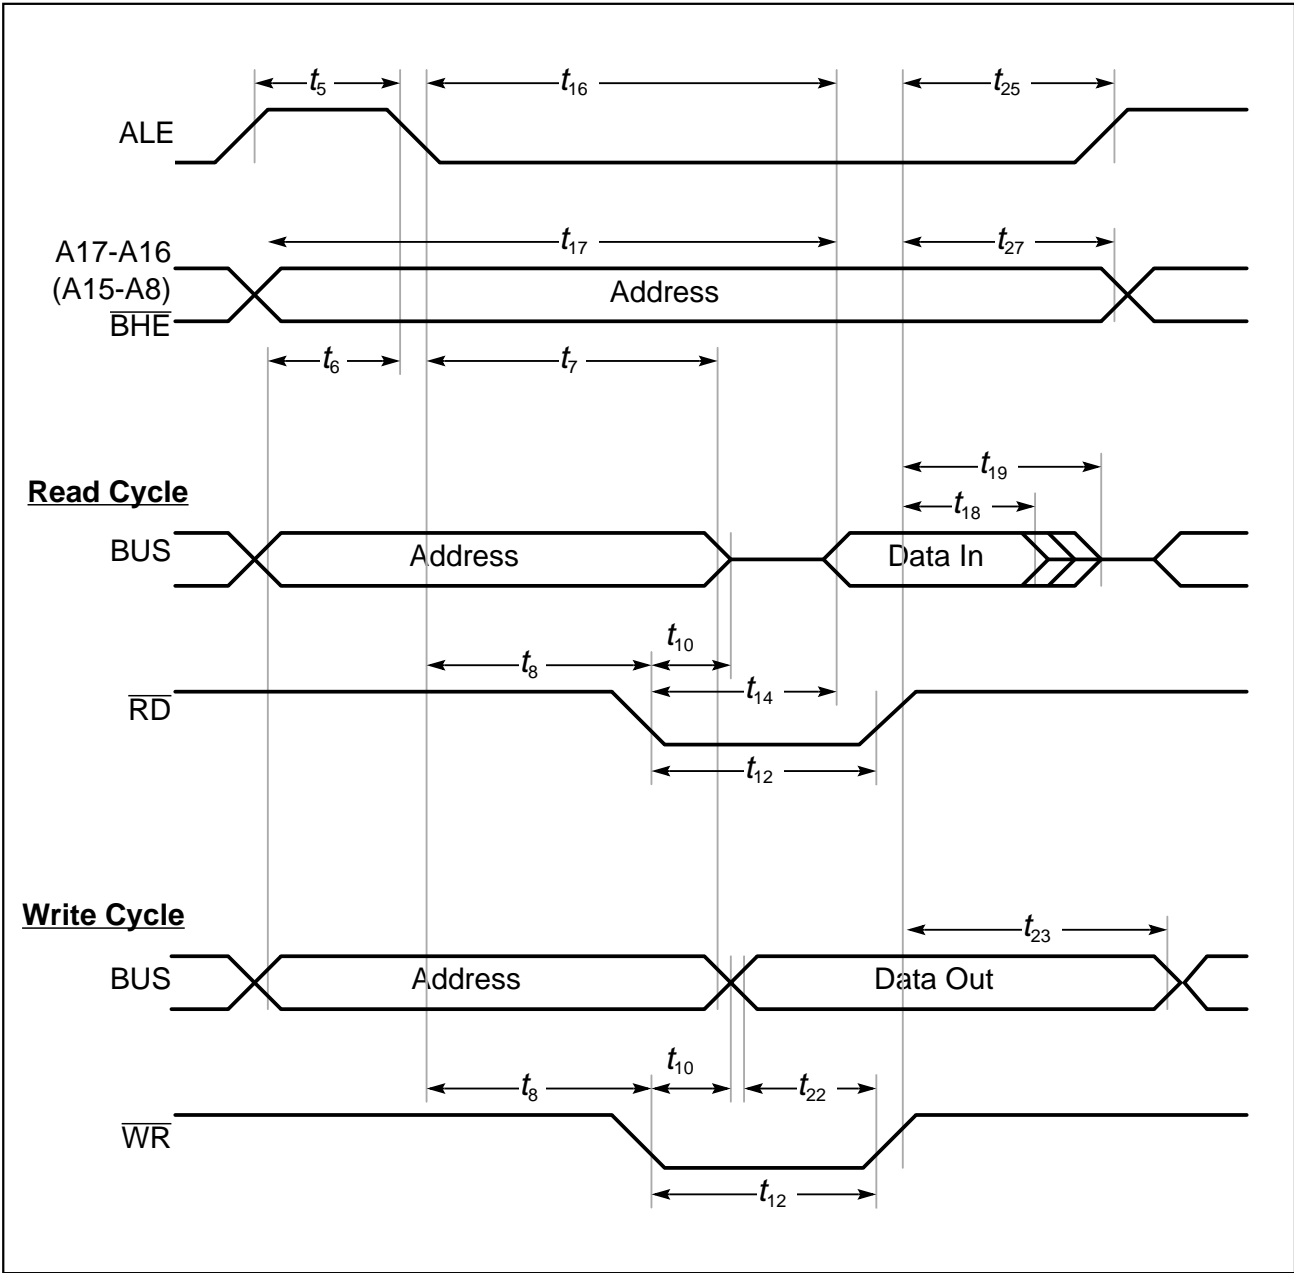 t5 t16 t25
ALE
t17 t27
A17-A16
(A15-A8)
BHE
Address
t6 t7
t19
Read Cycle
t18
BUS Address Data In
t10
t8
t14
RD
t12
Write Cycle
t23
BUS Address Data Out
t10
t8 t22
WR
t12